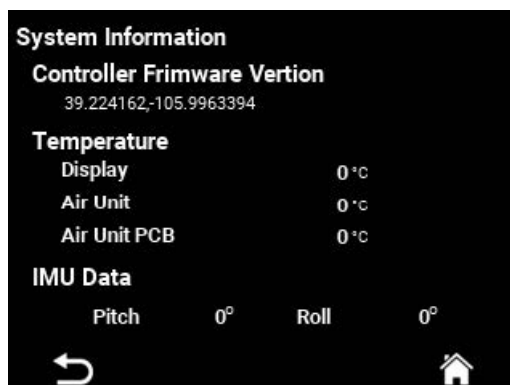 System Information
Controller Frimware Vertion
39.224162,-105.9963394
Temperature
Display 0 °C
Air Unit 0 °C
Air Unit PCB 0 °C
IMU Data
Pitch 0° Roll 0°